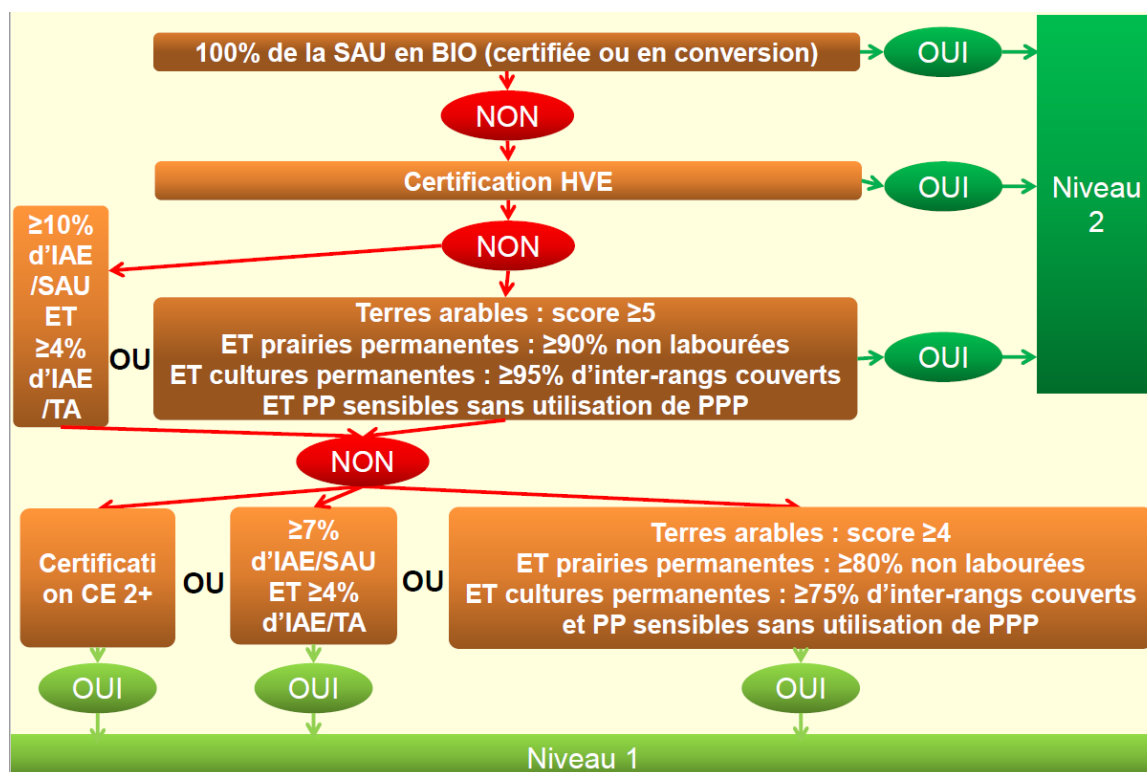 100% de la SAU en BIO (certifiée ou en conversion)
OUI
NON
Certification HVE
OUI
Niveau
2
NON
≥10%
d'IAE
/SAU
ET
≥4%
d'IAE
/TA
OU
Terres arables : score ≥5
ET prairies permanentes : ≥90% non labourées
ET cultures permanentes : ≥95% d'inter-rangs couverts
ET PP sensibles sans utilisation de PPP
OUI
NON
Certificati
on CE 2+
OU
≥7%
d'IAE/SAU
ET ≥4%
d'IAE/TA
OU
Terres arables : score ≥4
ET prairies permanentes : ≥80% non labourées
ET cultures permanentes : ≥75% d'inter-rangs couverts
et PP sensibles sans utilisation de PPP
OUI
OUI
OUI
Niveau 1